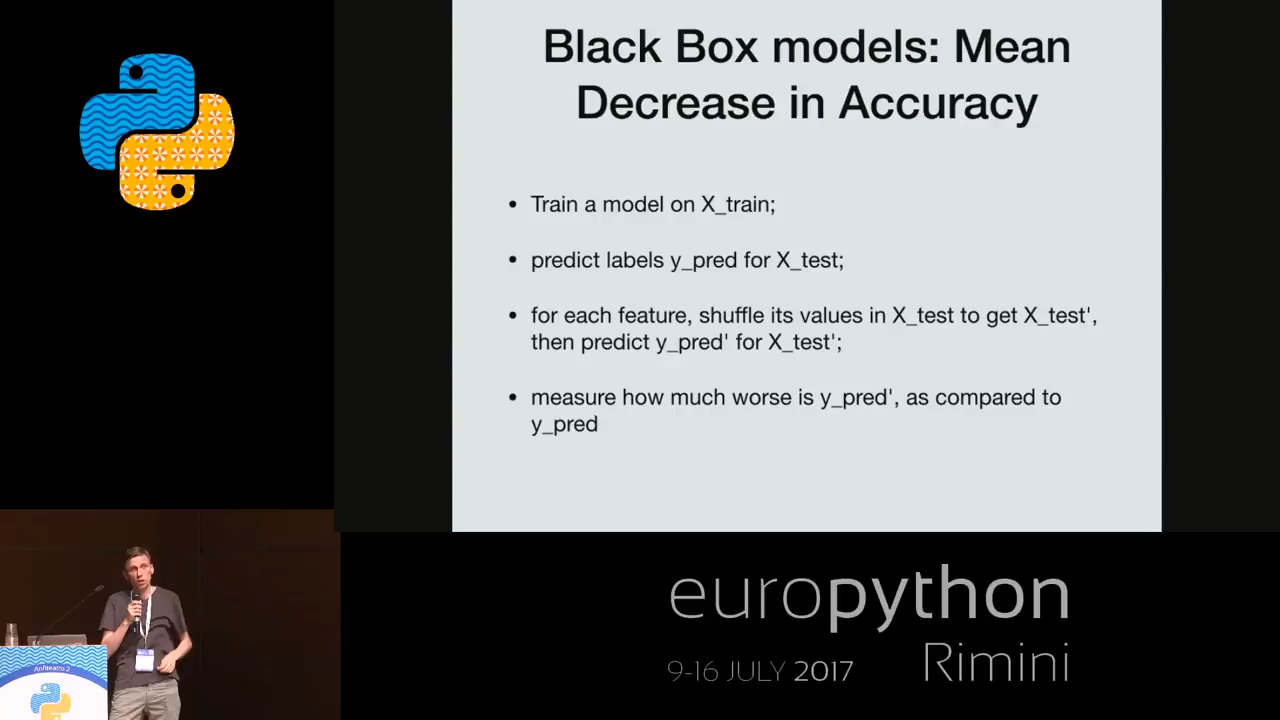 Black Box models: Mean
Decrease in Accuracy
• Train a model on X_train;
• predict labels y_pred for X_test;
• for each feature, shuffle its values in X_test to get X_test',
then predict y_pred' for X_test';
• measure how much worse is y_pred', as compared to
y_pred
Anfiteatro 2
europython
Rimini
9-16 JULY 2017